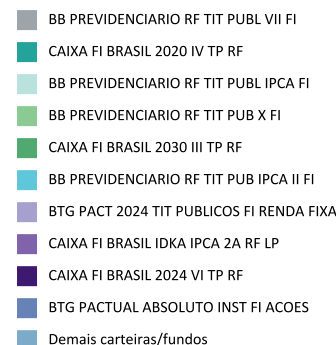 BB PREVIDENCIARIO RF TIT PUBL VII FI
CAIXA FI BRASIL 2020 IV TP RF
BB PREVIDENCIARIO RF TIT PUBL IPCA FI
BB PREVIDENCIARIO RF TIT PUB X FI
CAIXA FI BRASIL 2030 III TP RF
BB PREVIDENCIARIO RF TIT PUB IPCA II FI
BTG PACT 2024 TIT PUBLICOS FI RENDA FIXA
CAIXA FI BRASIL IDKA IPCA 2A RF LP
CAIXA FI BRASIL 2024 VI TP RF
BTG PACTUAL ABSOLUTO INST FI ACOES
Demais carteiras/fundos